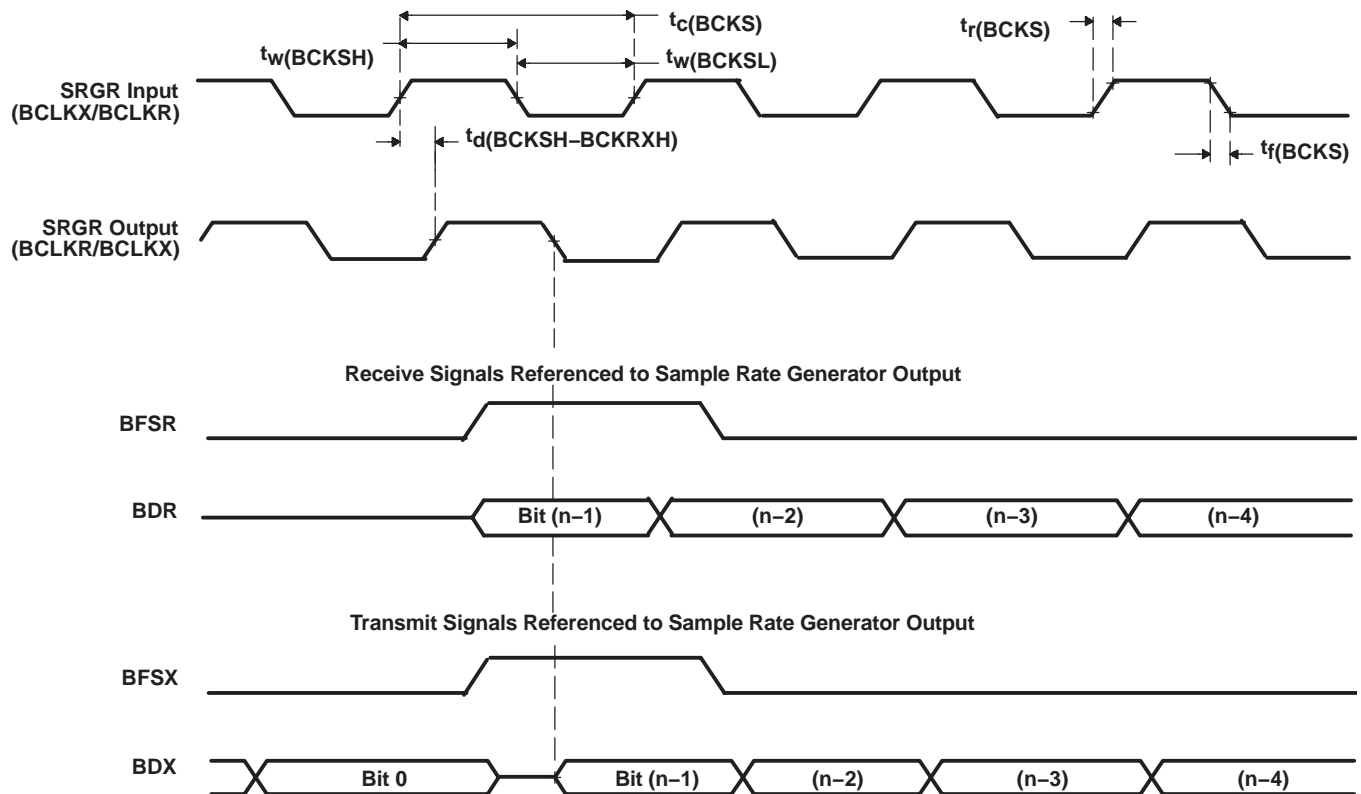 tc(BCKS)
tr(BCKS)
tw(BCKSH)
tw(BCKSL)
SRGR Input
(BCLKX/BCLKR)
td(BCKSH–BCKRXH)
tf(BCKS)
SRGR Output
(BCLKR/BCLKX)
Receive Signals Referenced to Sample Rate Generator Output
BFSR
BDR Bit (n–1) (n–2) (n–3) (n–4)
Transmit Signals Referenced to Sample Rate Generator Output
BFSX
BDX Bit 0 Bit (n–1) (n–2) (n–3) (n–4)